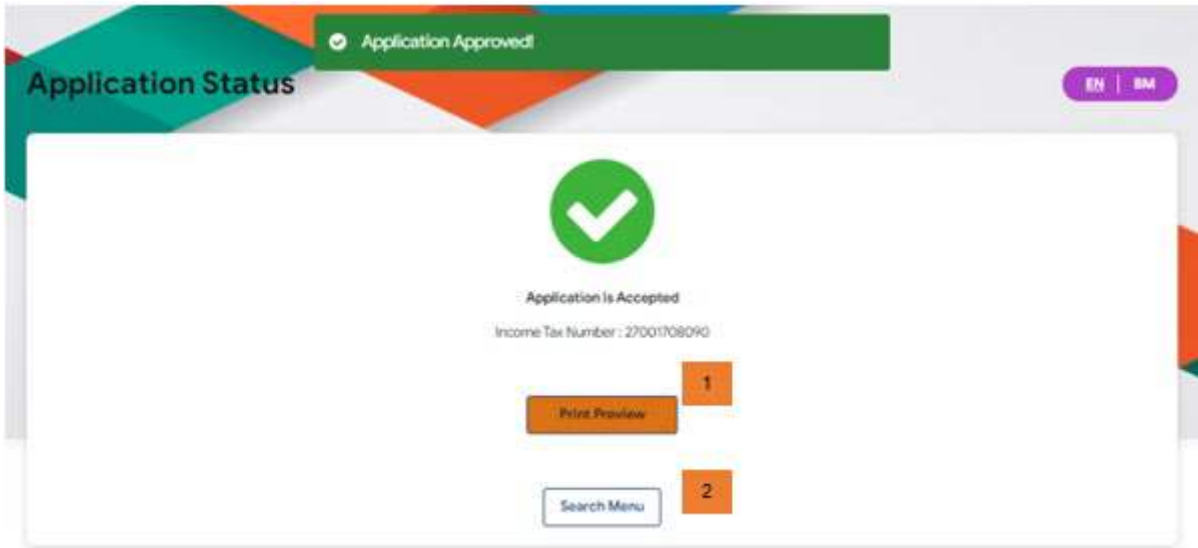 Application Approved!
Application Status
EN | BM
Application is Accepted
Income Tax Number : 27001708090
1
Print Preview
2
Search Menu